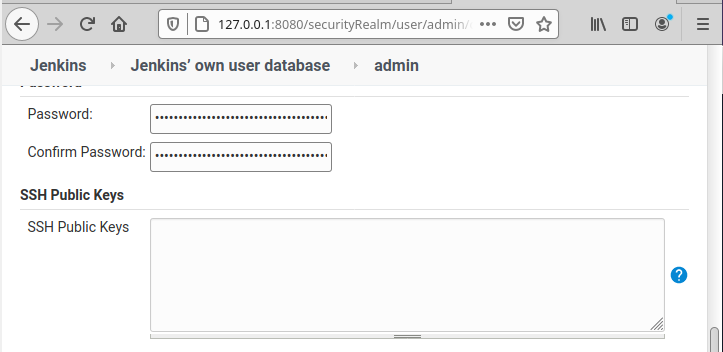 127.0.0.1:8080/securityRealm/user/admin/
Jenkins Jenkins’ own user database admin
Password:
Confirm Password:
SSH Public Keys
SSH Public Keys